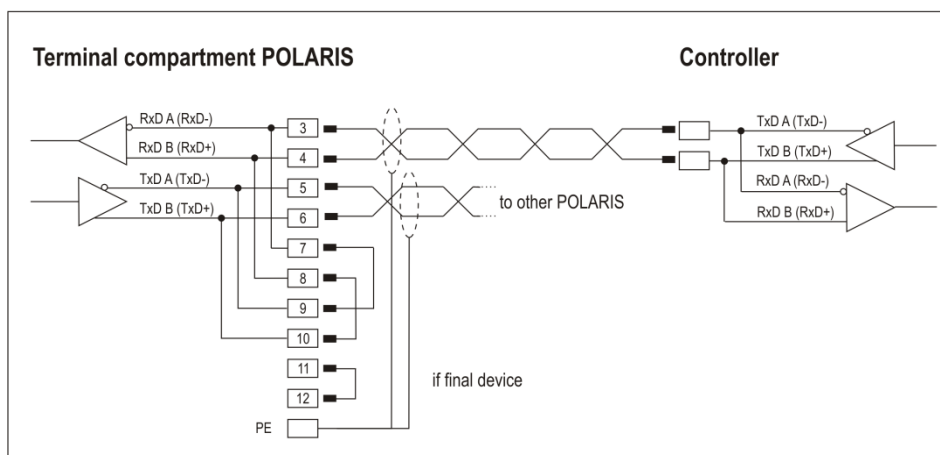 Terminal compartment POLARIS
Controller
RxD A (RxD-)
3
TxD A (TxD-)
RxD B (RxD+)
4
TxD B (TxD+)
TxD A (TxD-)
5
RxD A (RxD-)
to other POLARIS
TxD B (TxD+)
6
RxD B (RxD+)
7
8
9
10
11
if final device
12
PE